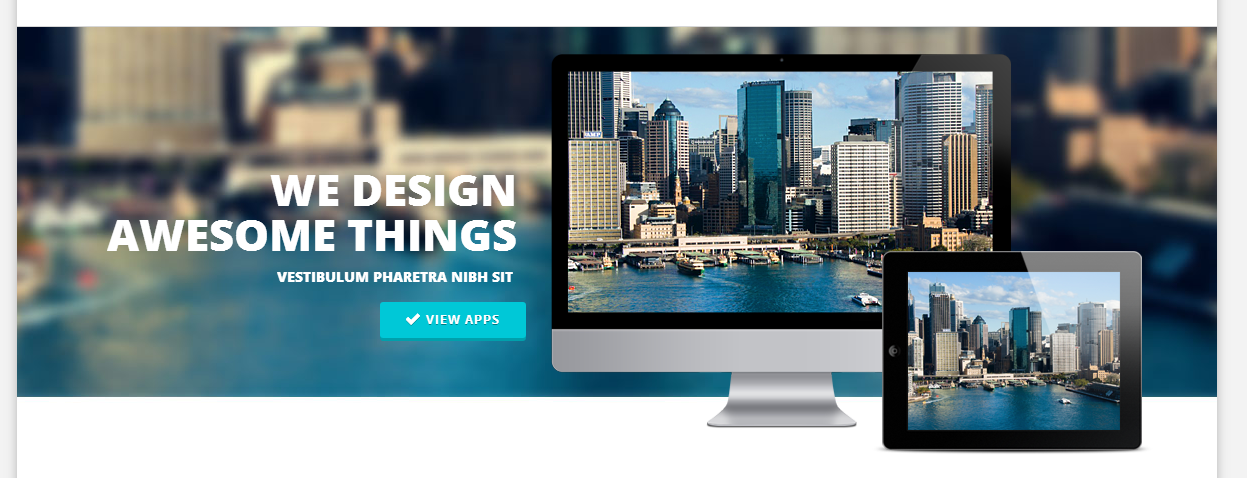 WE DESIGN
AWESOME THINGS
VESTIBULUM PHARETRA NIBH SIT
VIEW APPS